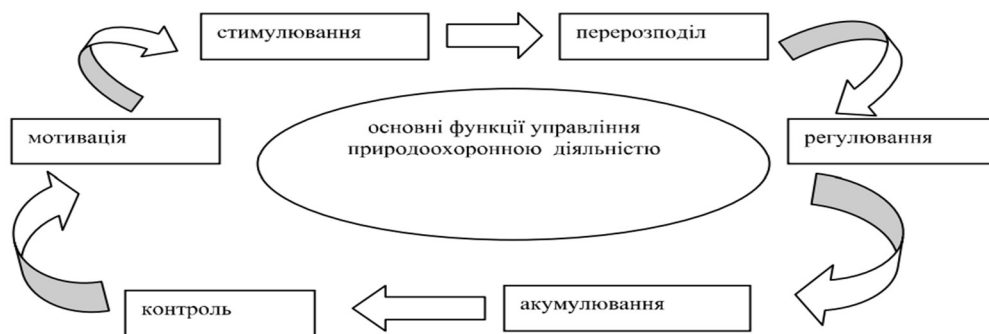 стимулювання
перерозподіл
основні функції управління
природоохоронною діяльністю
мотивація
регулювання
контроль
акумулювання